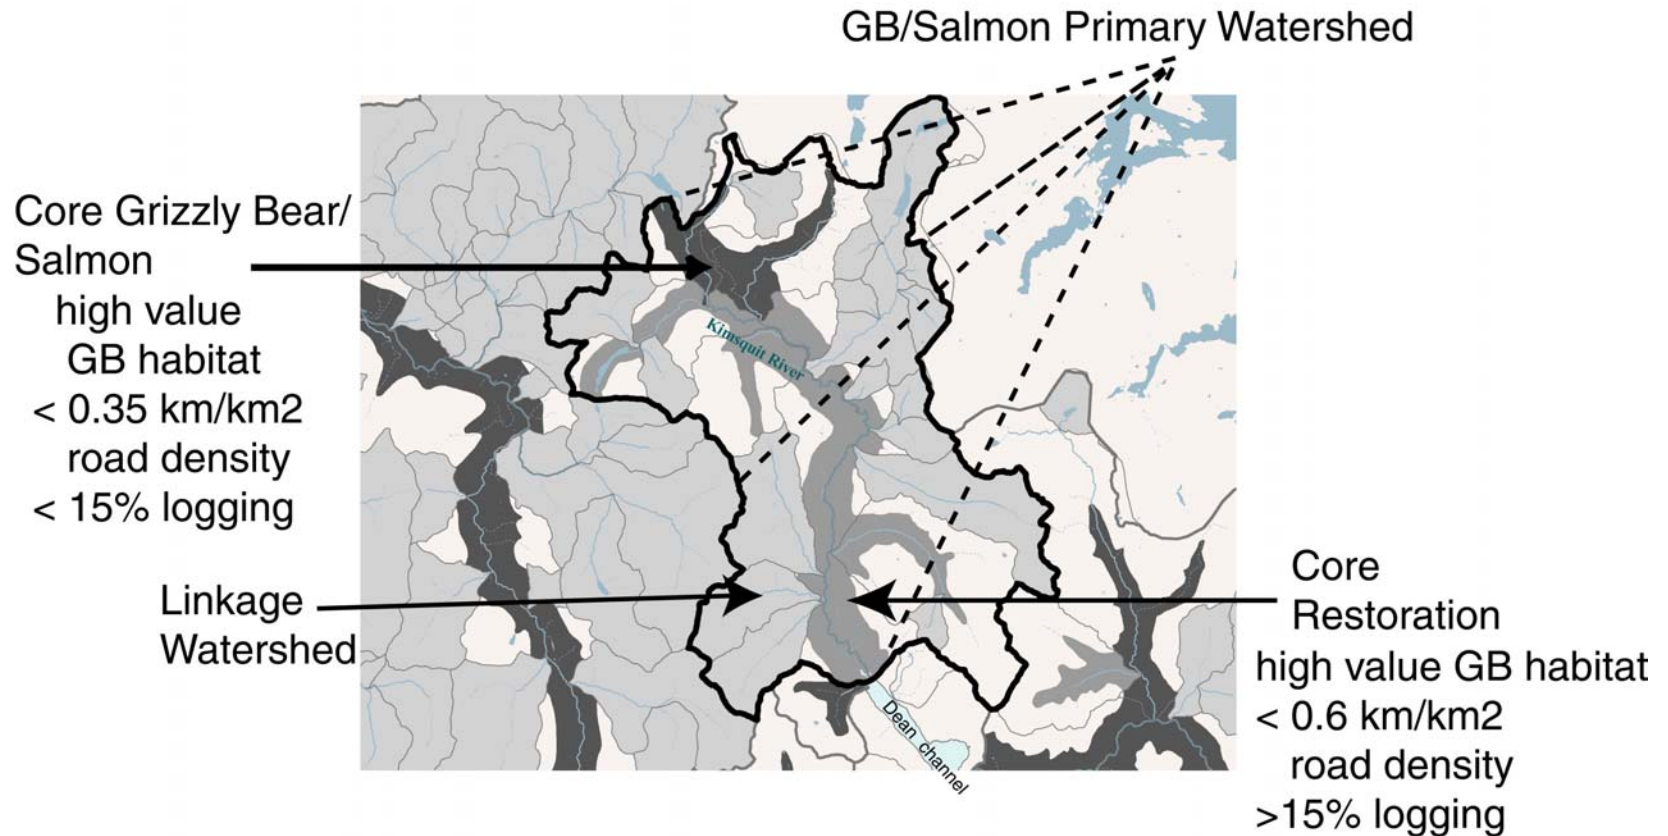 GB/Salmon Primary Watershed
Core Grizzly Bear/
Salmon
high value
GB habitat
< 0.35 km/km2
road density
< 15% logging
Kimsquit River
Linkage
Watershed
Core
Restoration
high value GB habitat
< 0.6 km/km2
road density
>15% logging
Dean channel